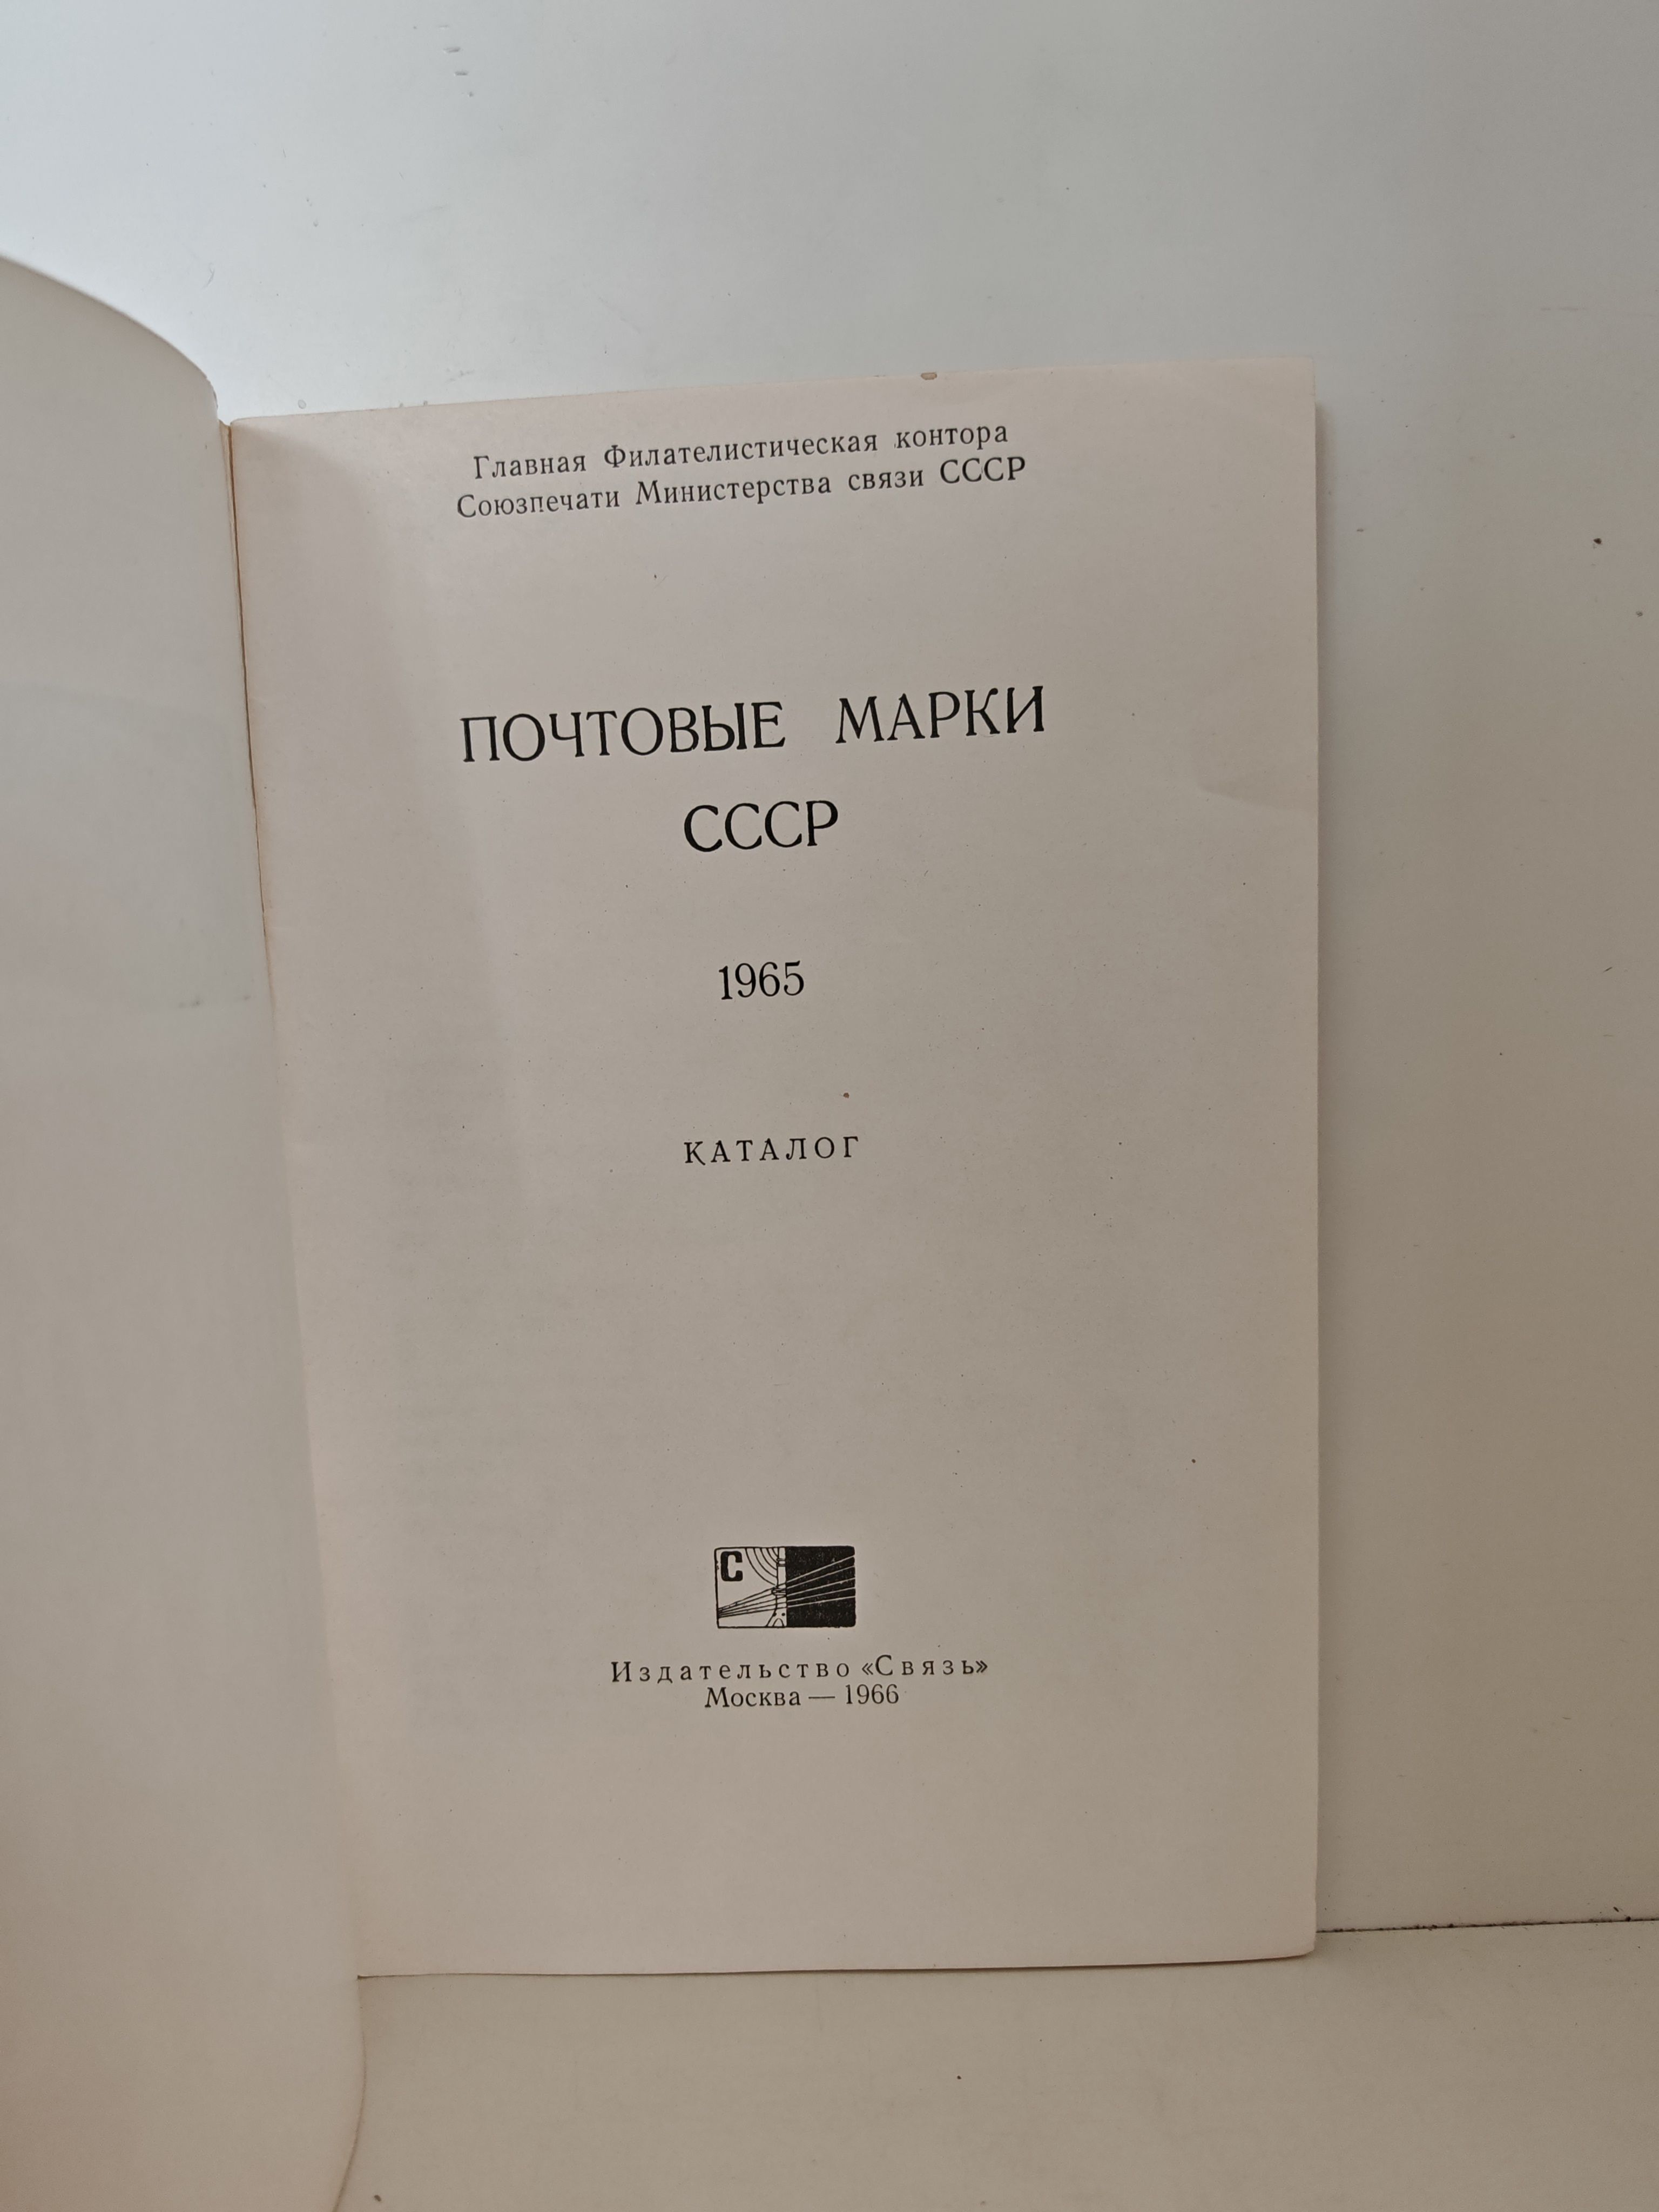 Главная Филателистическая контора
Союзпечати Министерства связи СССР
ПОЧТОВЫЕ МАРКИ
СССР
1965
КАТАЛОГ
С
Издательство «Связь»
Москва — 1966